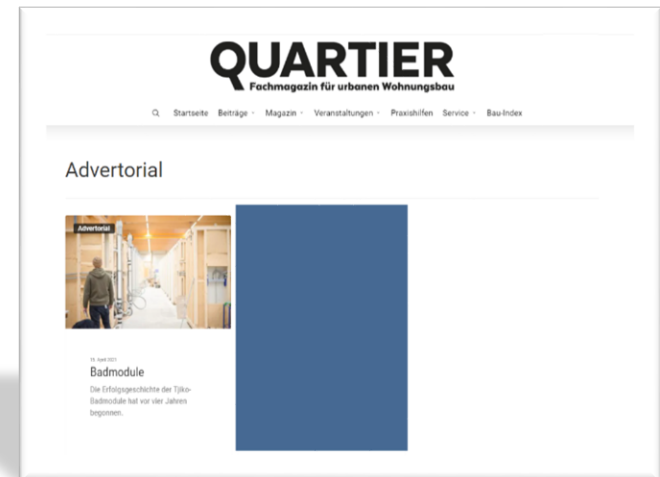 QUARTIER
Fachmagazin für urbanen Wohnungsbau
Startseite Beiträge Magazin Veranstaltungen Praxishilfen Service Bau-Index
Advertorial
Advertorial
Badmodule
Die Erfolgsgeschichte der Tjiko-
Badmodule hat vor vier Jahren
begonnen.